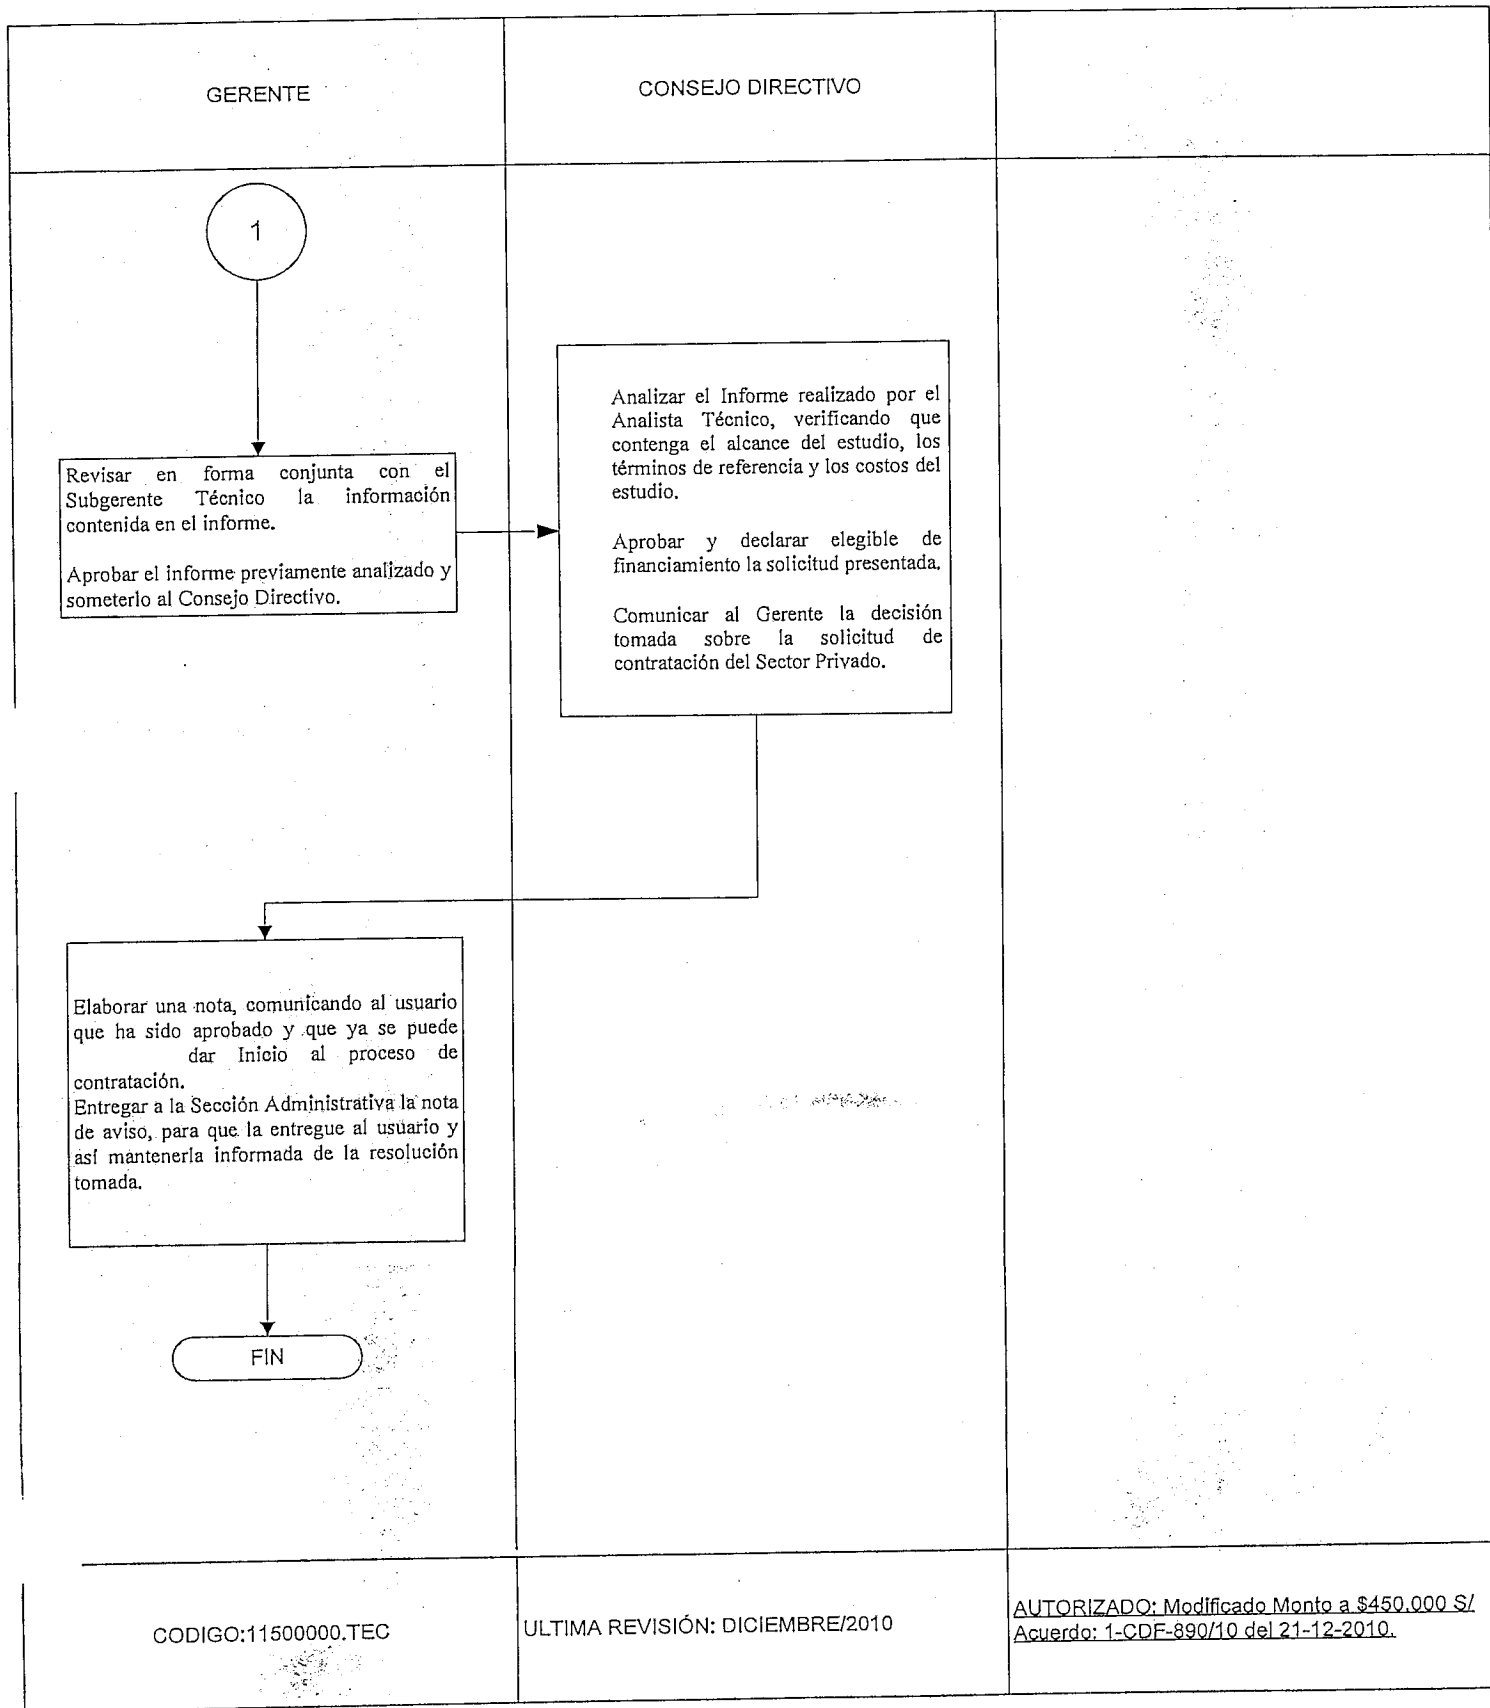 GERENTE
CONSEJO DIRECTIVO
1
Revisar en forma conjunta con el
Subgerente Técnico la información
contenida en el informe.
Aprobar el informe previamente analizado y
someterlo al Consejo Directivo.
Analizar el Informe realizado por el
Analista Técnico, verificando que
contenga el alcance del estudio, los
términos de referencia y los costos del
estudio.
Aprobar y declarar elegible de
financiamiento la solicitud presentada.
Comunicar al Gerente la decisión
tomada sobre la solicitud de
contratación del Sector Privado.
Elaborar una nota, comunicando al usuario
que ha sido aprobado y que ya se puede
dar Inicio al proceso de
contratación.
Entregar a la Sección Administrativa la nota
de aviso, para que la entregue al usuario y
así mantenerla informada de la resolución
tomada.
FIN
CODIGO:11500000.TEC
ULTIMA REVISIÓN: DICIEMBRE/2010
AUTORIZADO: Modificado Monto a $450,000 S/
Acuerdo: 1-CDF-890/10 del 21-12-2010.